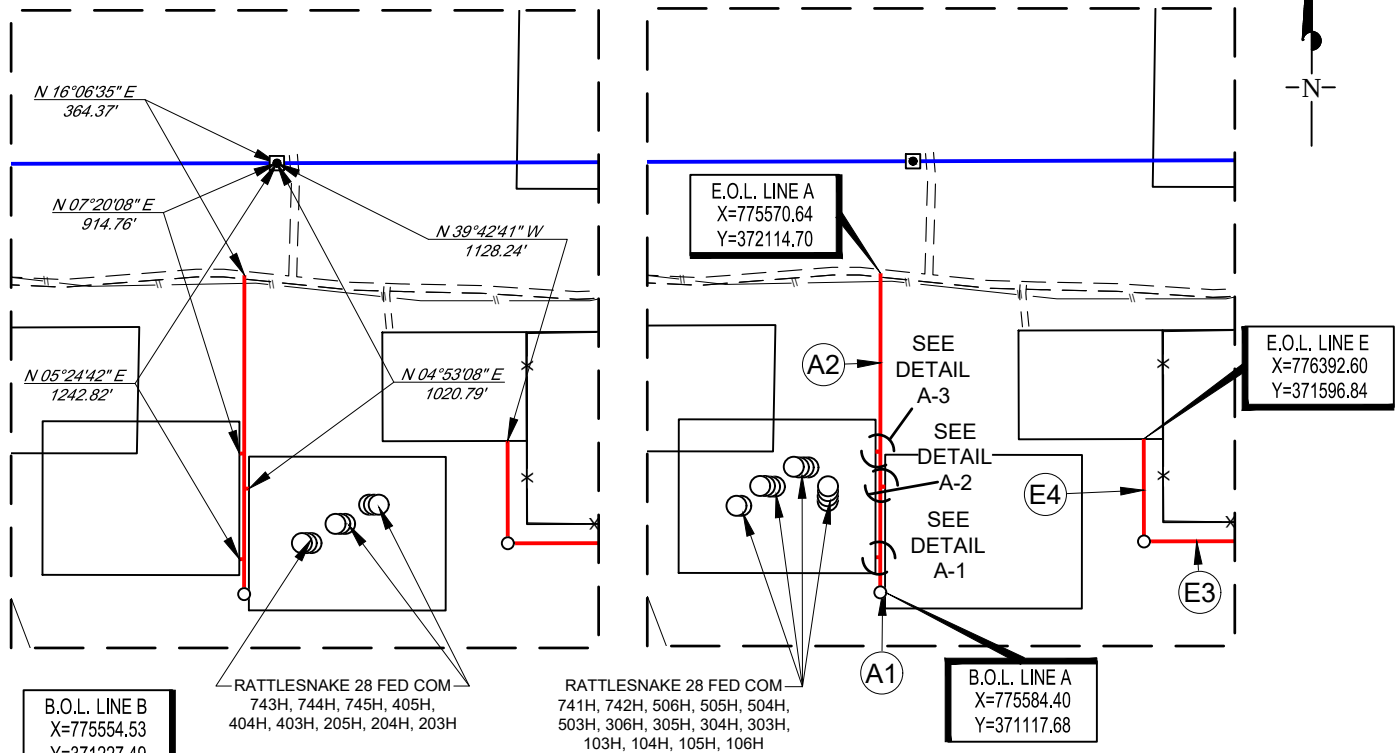 N 16°06'35" E
364.37'
N 07°20'08" E
914.76'
N 39°42'41" W
1128.24'
N 05°24'42" E
1242.82'
N 04°53'08" E
1020.79'
RATTLESNAKE 28 FED COM
743H, 744H, 745H, 405H,
404H, 403H, 205H, 204H, 203H
B.O.L. LINE B
X=775554.53
Y=371227.49
-N-
E.O.L. LINE A
X=775570.64
Y=372114.70
A2
SEE
DETAIL
A-3
SEE
DETAIL
A-2
SEE
DETAIL
A-1
E.O.L. LINE E
X=776392.60
Y=371596.84
E4
E3
A1
RATTLESNAKE 28 FED COM
741H, 742H, 506H, 505H, 504H,
503H, 306H, 305H, 304H, 303H,
103H, 104H, 105H, 106H
B.O.L. LINE A
X=775584.40
Y=371117.68